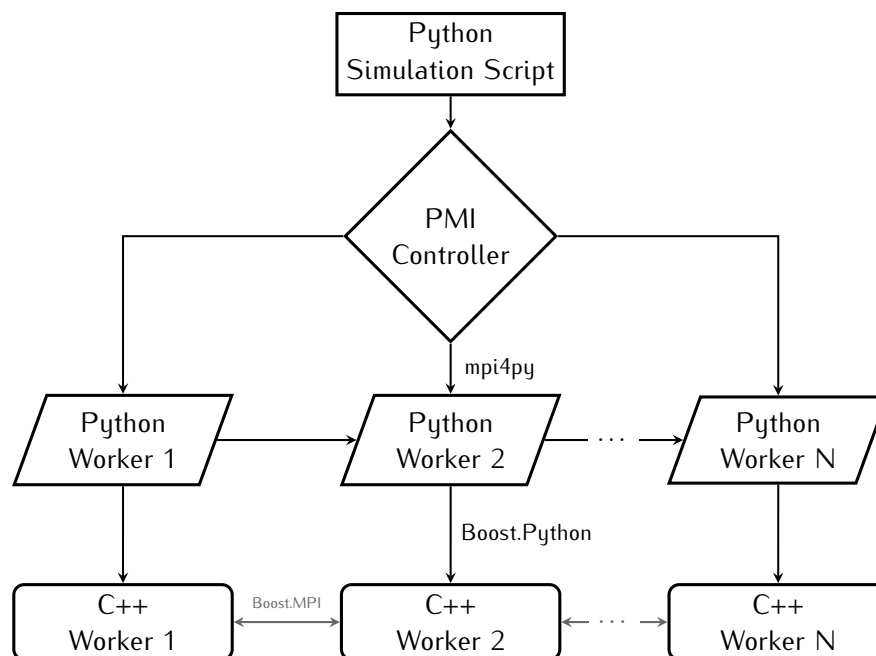 Python
Simulation Script
PMI
Controller
mpi4py
Python
Worker 1
Python
Worker 2
· · ·
Python
Worker N
Boost.Python
C++
Worker 1
Boost.MPI
C++
Worker 2
· · ·
C++
Worker N